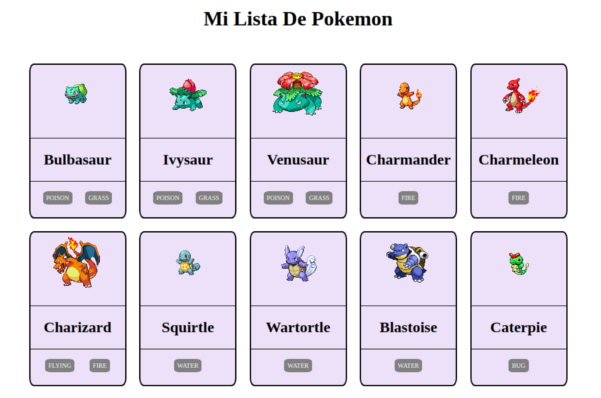 Mi Lista De Pokemon
Bulbasaur Ivysaur Venusaur Charmander Charmeleon
POISON GRASS POISON GRASS POISON GRASS FIRE FIRE
Charizard Squirtle Wartortle Blastoise Caterpie
FLYING FIRE WATER WATER WATER BUG